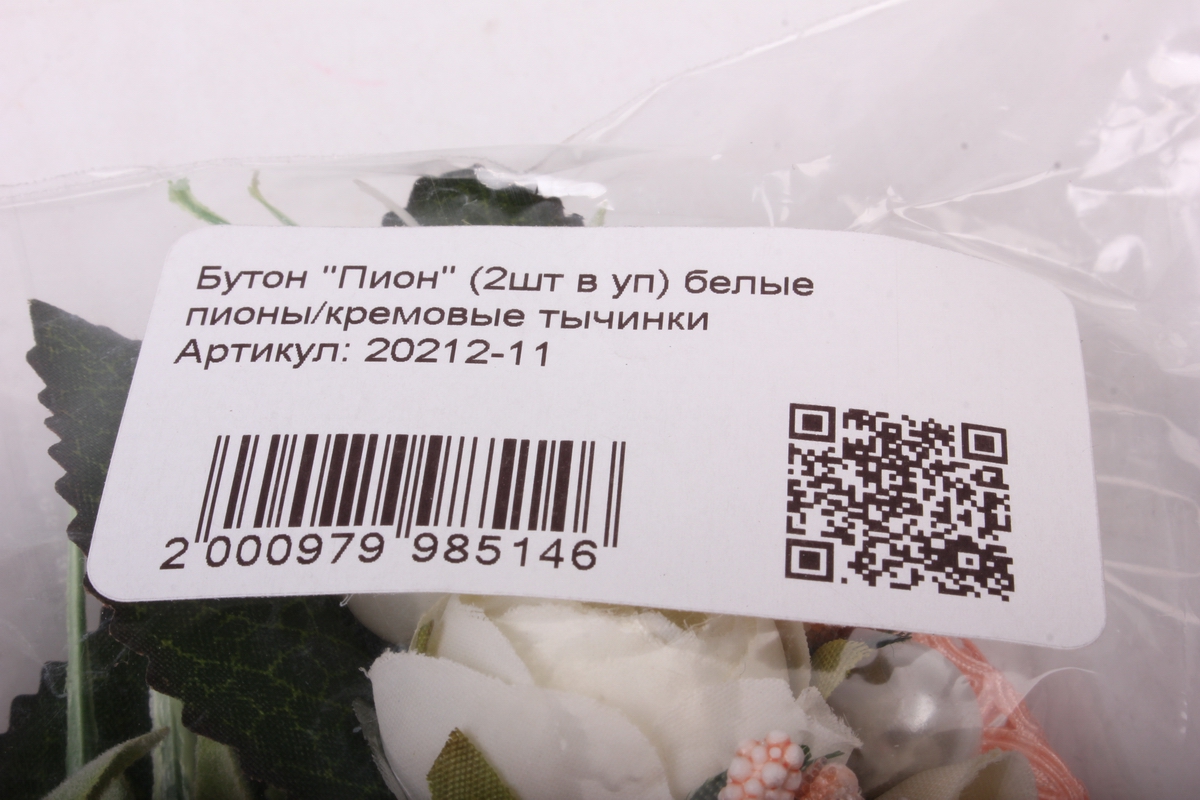 Бутон "Пион" (2шт в уп) белые
пионы/кремовые тычинки
Артикул: 20212-11
2 000979 985146